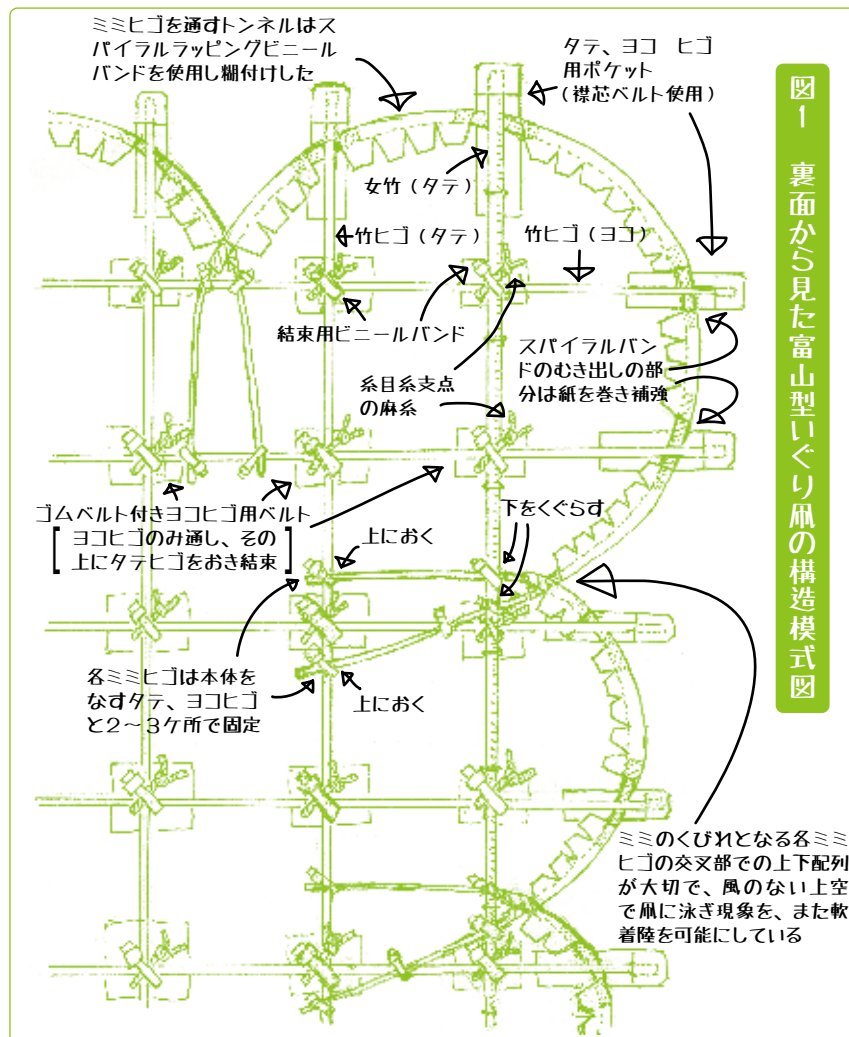 ミミヒゴを通すトンネルはス
パイラルラッピングビニール
バンドを使用し糊付けした
タテ、ヨコ ヒゴ
用ポケット
(襟芯ベルト使用)
図1 裏面から見た富山型いぐり凧の構造模式図
女竹(タテ)
竹ヒゴ(タテ)
竹ヒゴ(ヨコ)
結束用ビニールバンド
糸目糸支点
の麻糸
スパイラルバン
ドのむき出しの部
分は紙を巻き補強
ゴムベルト付きヨコヒゴ用ベルト
[ヨコヒゴのみ通し、その
上にタテヒゴをおき結束]
上におく
下をくぐらす
各ミミヒゴは本体を
なすタテ、ヨコヒゴ
と2〜3ケ所で固定
上におく
ミミのくびれとなる各ミミ
ヒゴの交叉部での上下配列
が大切で、風のない上空
で凧に泳ぎ現象を、また軟
着陸を可能にしている